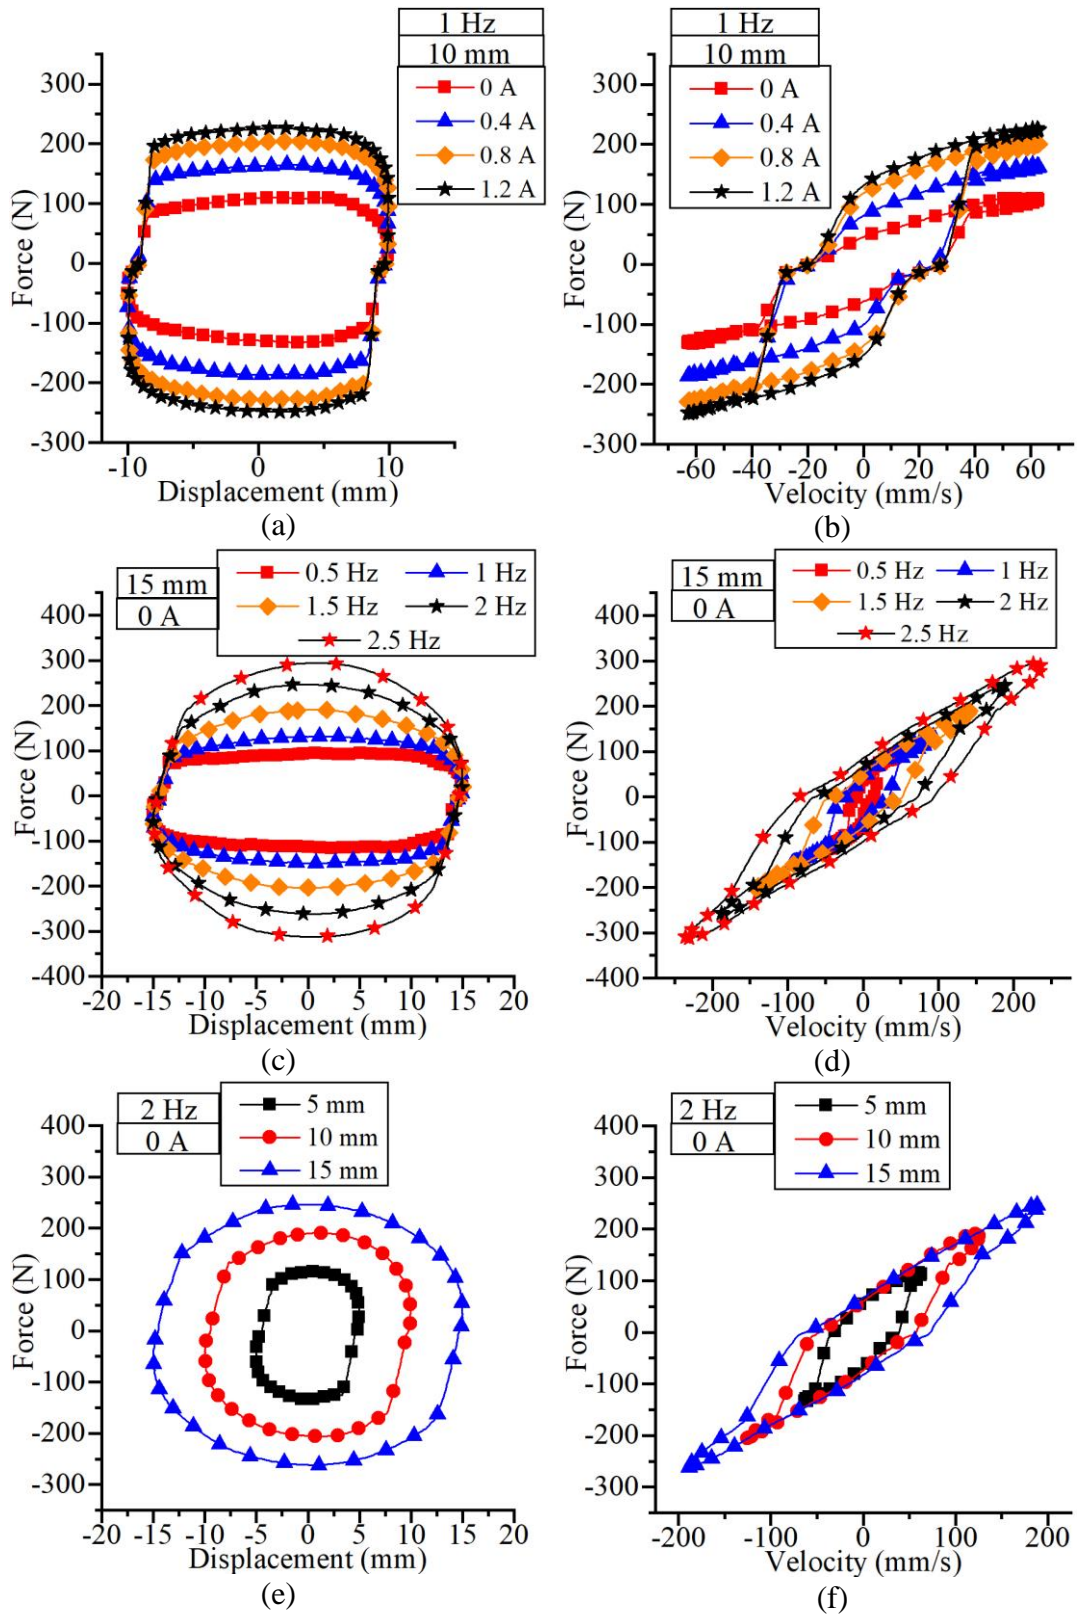 1 Hz
10 mm
0 A
0.4 A
0.8 A
1.2 A
300
200
100
0
-100
-200
-300
Force (N)
-10
0
10
Displacement (mm)
(a)
1 Hz
10 mm
0 A
0.4 A
0.8 A
1.2 A
300
200
100
0
-100
-200
-300
Force (N)
-60
-40
-20
0
20
40
60
Velocity (mm/s)
(b)
15 mm
0 A
0.5 Hz
1 Hz
1.5 Hz
2 Hz
2.5 Hz
400
300
200
100
0
-100
-200
-300
-400
Force (N)
-20
-15
-10
-5
0
5
10
15
20
Displacement (mm)
(c)
15 mm
0 A
0.5 Hz
1 Hz
1.5 Hz
2 Hz
2.5 Hz
400
300
200
100
0
-100
-200
-300
-400
Force (N)
-200
-100
0
100
200
Velocity (mm/s)
(d)
2 Hz
0 A
5 mm
10 mm
15 mm
400
300
200
100
0
-100
-200
-300
Force (N)
-20
-15
-10
-5
0
5
10
15
20
Displacement (mm)
(e)
2 Hz
0 A
5 mm
10 mm
15 mm
400
300
200
100
0
-100
-200
-300
Force (N)
-200
-100
0
100
200
Velocity (mm/s)
(f)